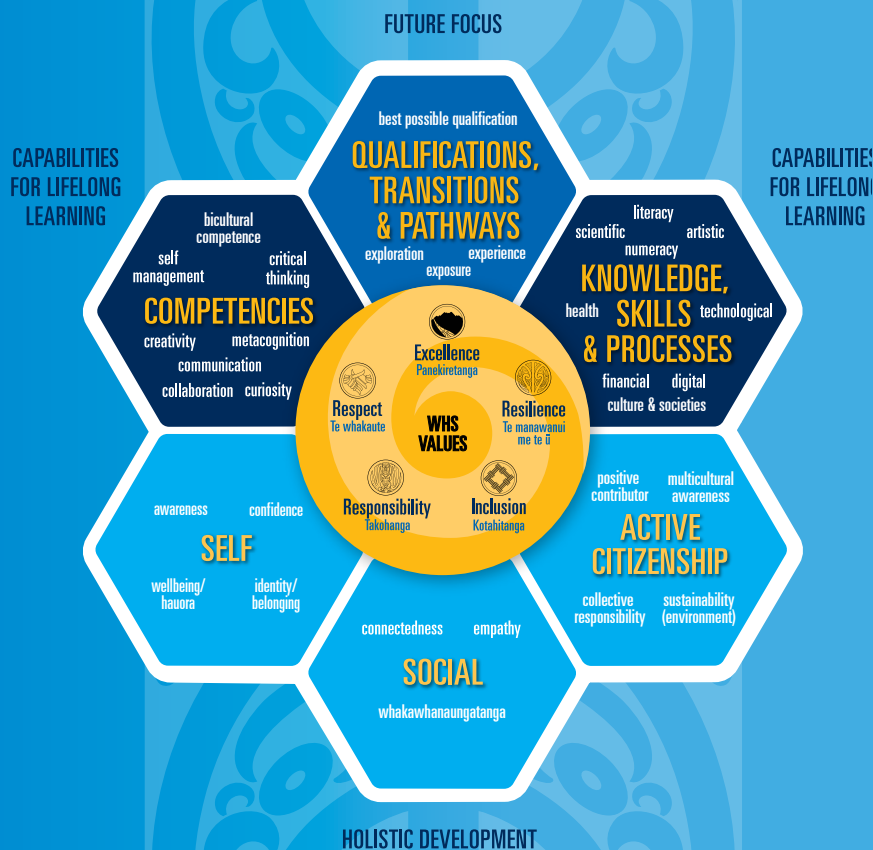 FUTURE FOCUS
CAPABILITIES
FOR LIFELONG
LEARNING
CAPABILITIES
FOR LIFELON
LEARNING
best possible qualification
QUALIFICATIONS,
TRANSITIONS
& PATHWAYS
exploration experience
exposure
bicultural
competence
self
management
critical
thinking
COMPETENCIES
creativity metacognition
communication
collaboration curiosity
literacy
scientific artistic
numeracy
KNOWLEDGE,
health SKILLS technological
& PROCESSES
financial digital
culture & societies
Excellence
Panekiretanga
Respect
Te whakaute
Resilience
Te manawanui
me te ū
WHS
VALUES
Responsibility
Takohanga
Inclusion
Kotahitanga
awareness confidence
SELF
wellbeing/
hauora
identity/
belonging
positive
contributor
multicultural
awareness
ACTIVE
CITIZENSHIP
collective
responsibility
sustainability
(environment)
connectedness empathy
SOCIAL
whakawhanaungatanga
HOLISTIC DEVELOPMENT